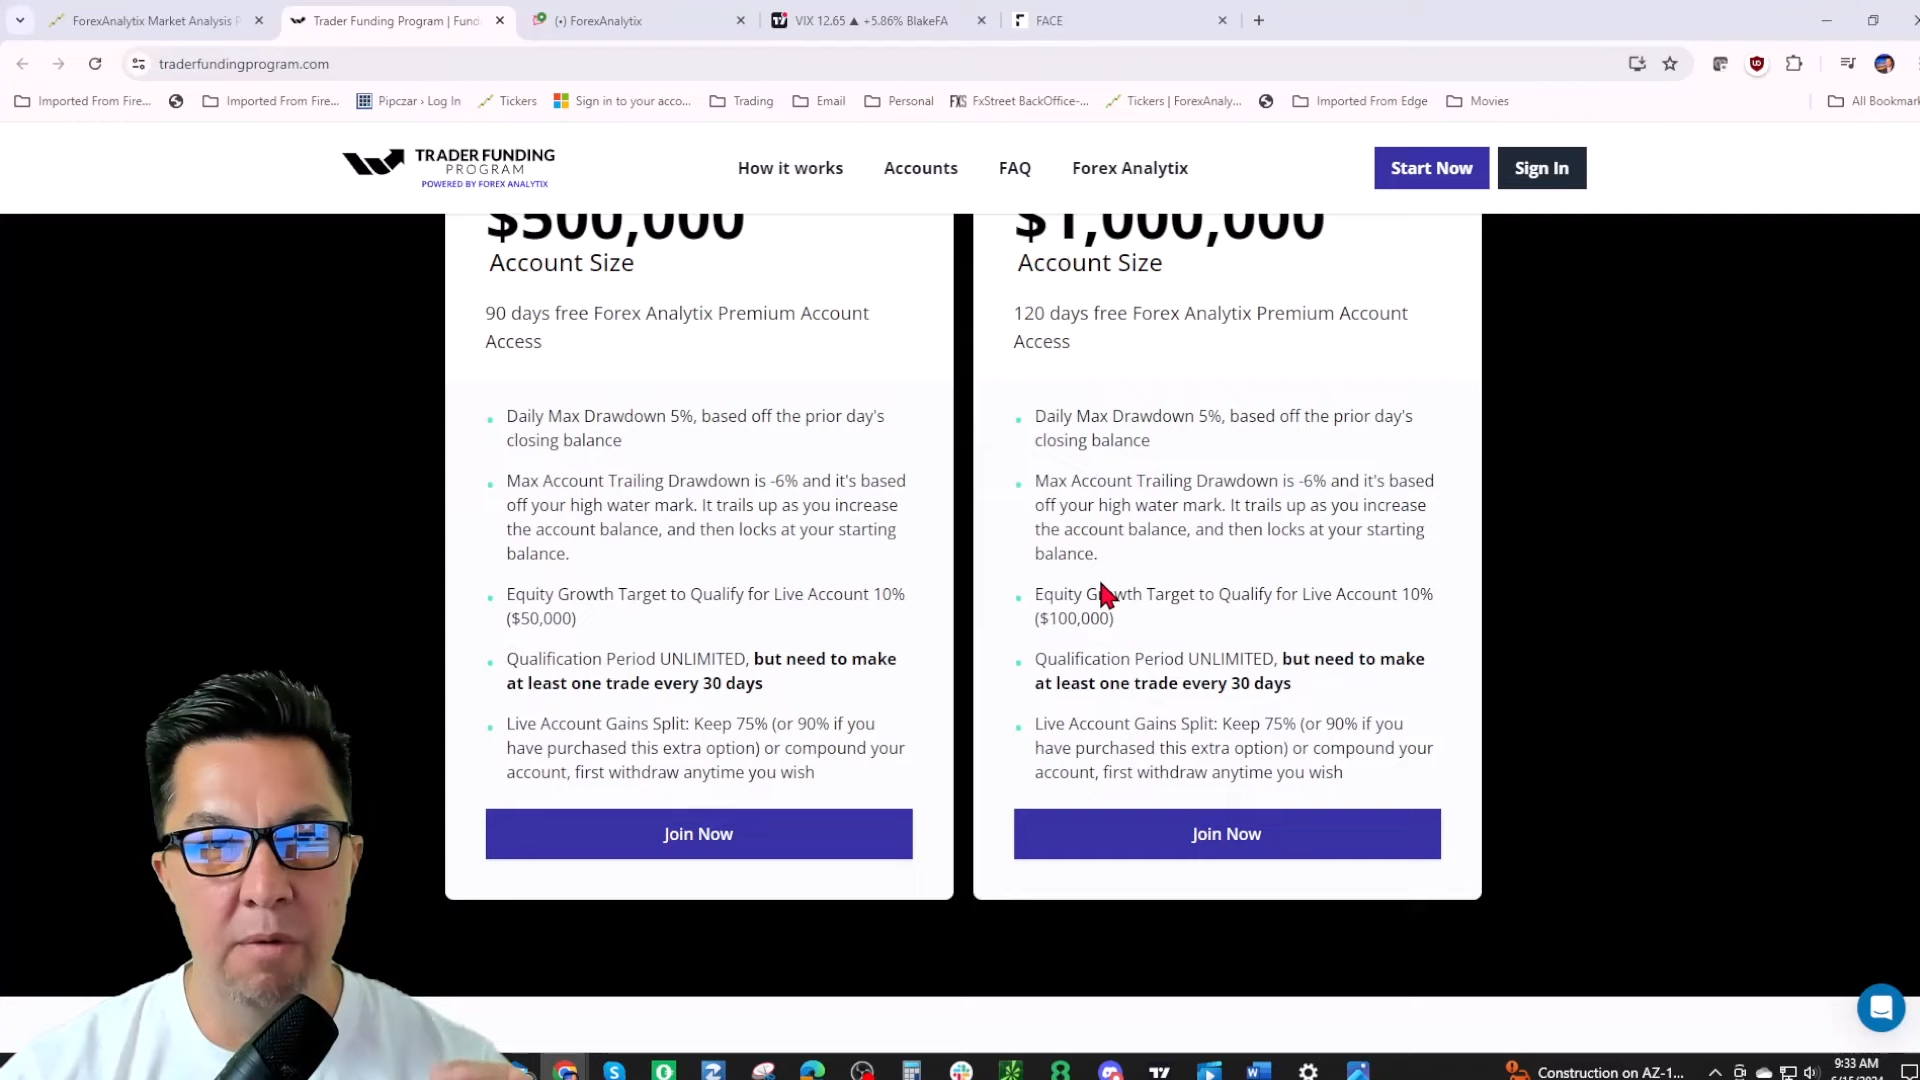 ForexAnalytix Market Analysis P
Trader Funding Program | Fund
(•) ForexAnalytix
VIX 12.65 ▲ +5.86% BlakeFA
FACE
traderfundingprogram.com
Imported From Fire...
Imported From Fire...
Pipczar › Log In
Tickers
Sign in to your acco...
Trading
Email
Personal
FXS FxStreet BackOffice-...
Tickers | ForexAnaly...
Imported From Edge
Movies
All Bookmark
TRADER FUNDING
PROGRAM
POWERED BY FOREX ANALYTIX
How it works
Accounts
FAQ
Forex Analytix
Start Now
Sign In
$500,000
Account Size
90 days free Forex Analytix Premium Account
Access
Daily Max Drawdown 5%, based off the prior day's
closing balance
Max Account Trailing Drawdown is -6% and it's based
off your high water mark. It trails up as you increase
the account balance, and then locks at your starting
balance.
Equity Growth Target to Qualify for Live Account 10%
($50,000)
Qualification Period UNLIMITED, but need to make
at least one trade every 30 days
Live Account Gains Split: Keep 75% (or 90% if you
have purchased this extra option) or compound your
account, first withdraw anytime you wish
Join Now
$1,000,000
Account Size
120 days free Forex Analytix Premium Account
Access
Daily Max Drawdown 5%, based off the prior day's
closing balance
Max Account Trailing Drawdown is -6% and it's based
off your high water mark. It trails up as you increase
the account balance, and then locks at your starting
balance.
Equity Growth Target to Qualify for Live Account 10%
($100,000)
Qualification Period UNLIMITED, but need to make
at least one trade every 30 days
Live Account Gains Split: Keep 75% (or 90% if you
have purchased this extra option) or compound your
account, first withdraw anytime you wish
Join Now
Construction on AZ-1...
9:33 AM